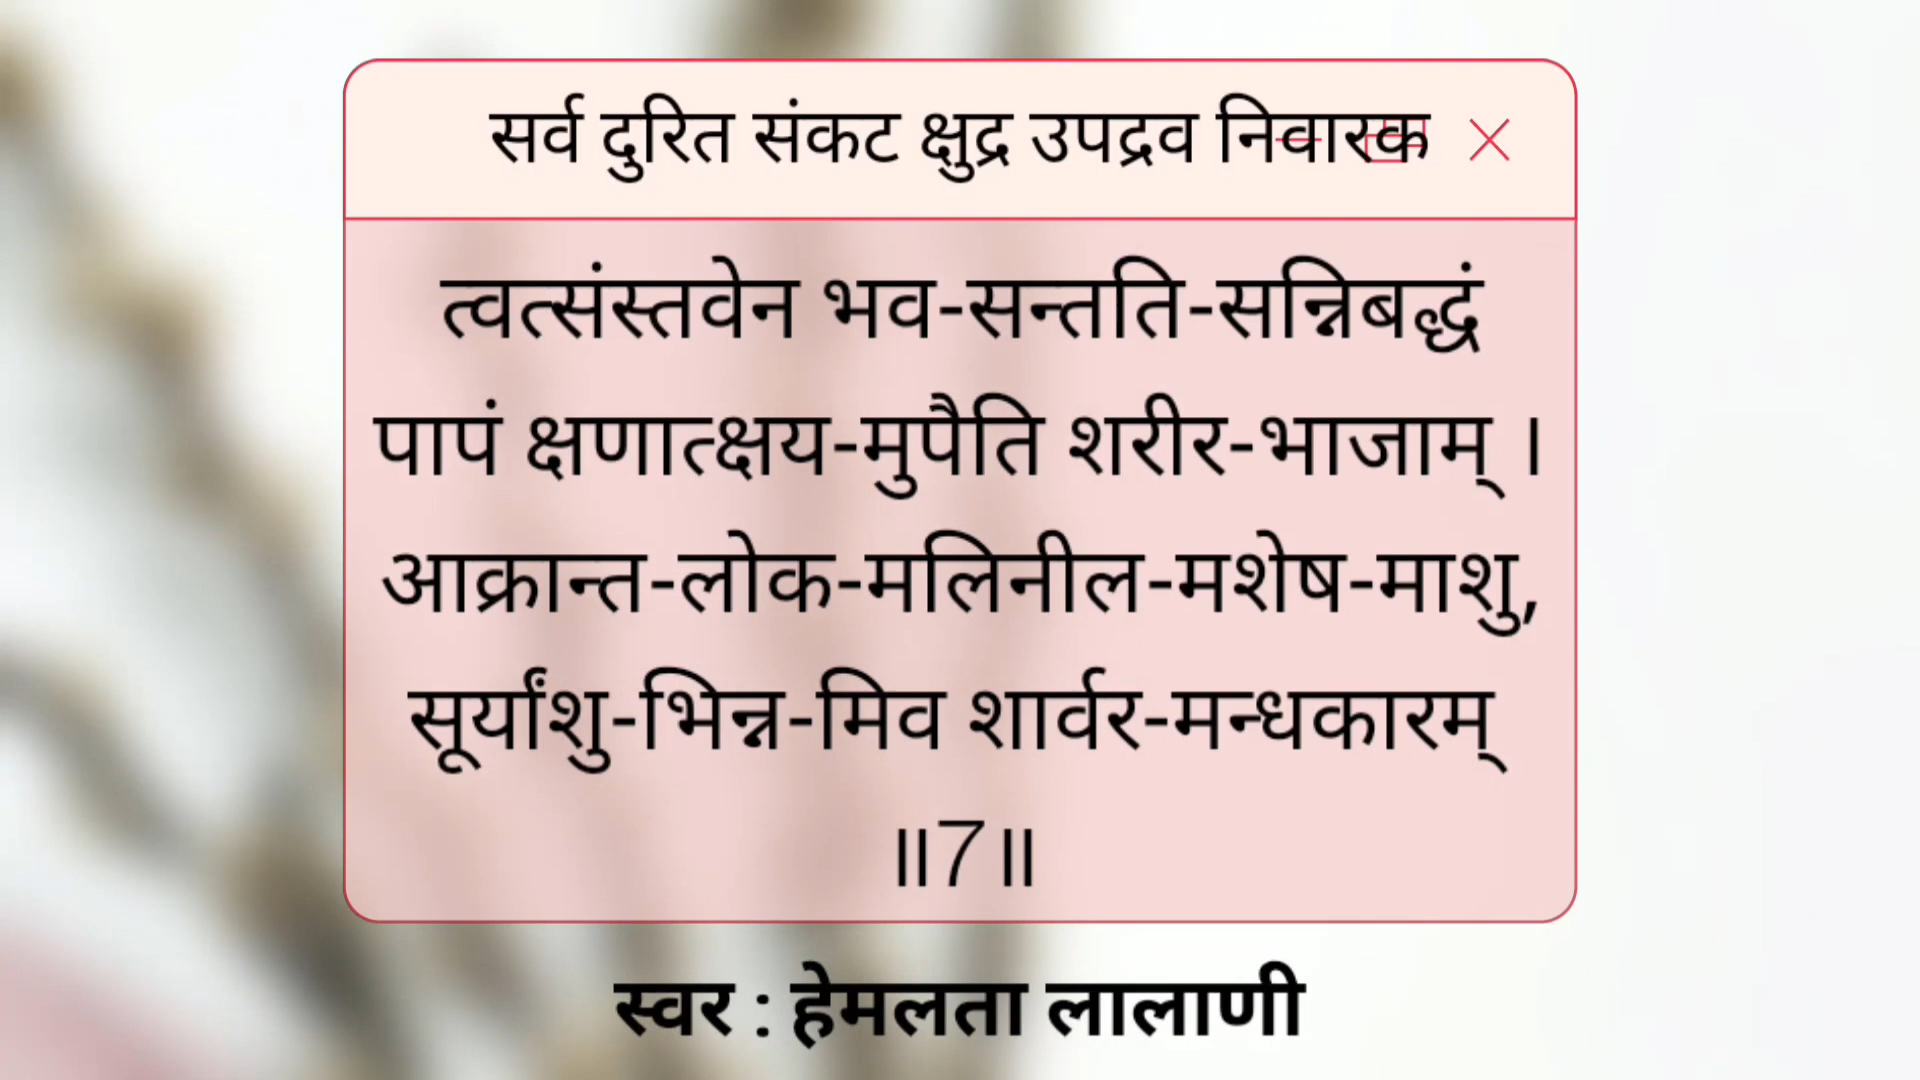 सर्व दुरित संकट क्षुद्र उपद्रव निवारक
त्वत्संस्तवेन भव-सन्तति-सन्निबद्धं
पापं क्षणात्क्षय-मुपैति शरीर-भाजाम् ।
आक्रान्त-लोक-मलिनील-मशेष-माशु,
सूर्यांशु-भिन्न-मिव शार्वर-मन्धकारम्
॥7॥
स्वर : हेमलता लालाणी